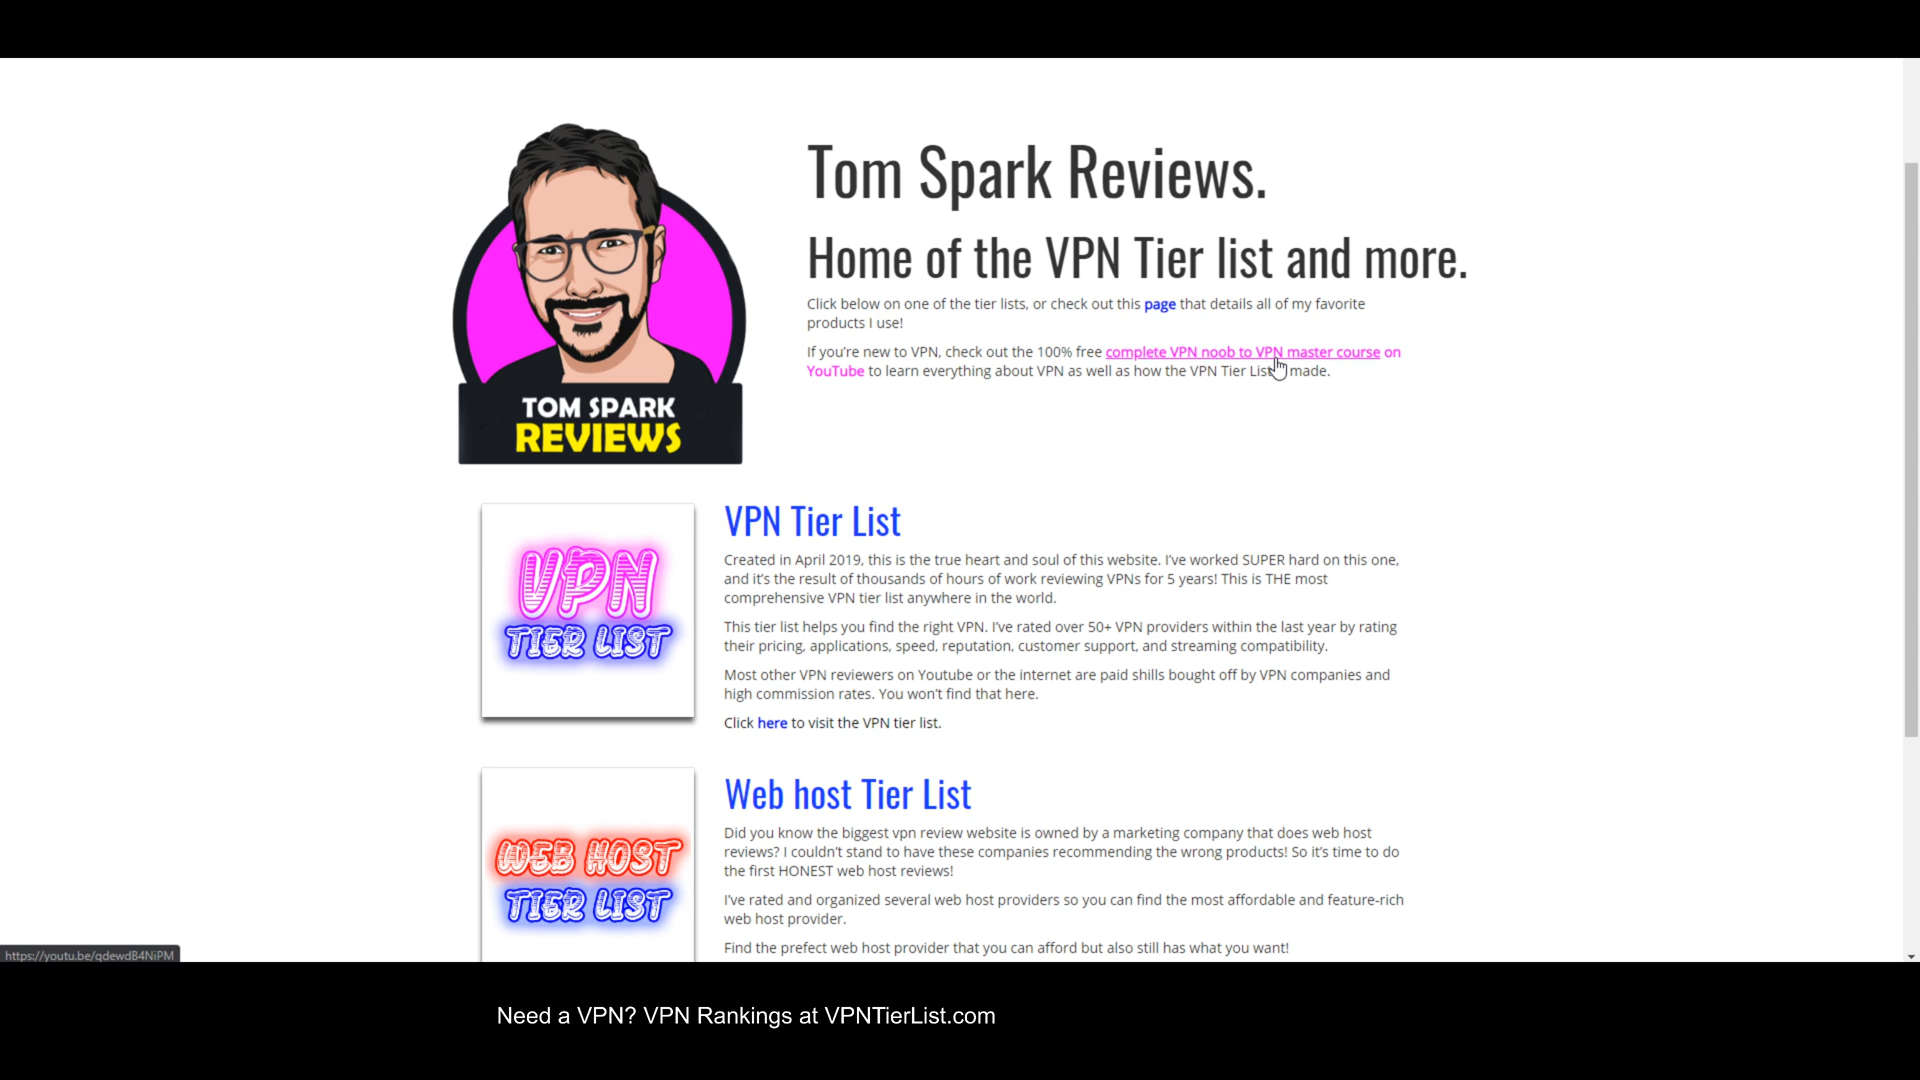 Tom Spark Reviews.
Home of the VPN Tier list and more.
Click below on one of the tier lists, or check out this page that details all of my favorite
products I use!
If you're new to VPN, check out the 100% free complete VPN noob to VPN master course on
YouTube to learn everything about VPN as well as how the VPN Tier List made.
TOM SPARK
REVIEWS
VPN
TIER LIST
VPN Tier List
Created in April 2019, this is the true heart and soul of this website. I've worked SUPER hard on this one,
and it's the result of thousands of hours of work reviewing VPNs for 5 years! This is THE most
comprehensive VPN tier list anywhere in the world.
This tier list helps you find the right VPN. I've rated over 50+ VPN providers within the last year by rating
their pricing, applications, speed, reputation, customer support, and streaming compatibility.
Most other VPN reviewers on Youtube or the internet are paid shills bought off by VPN companies and
high commission rates. You won't find that here.
Click here to visit the VPN tier list.
WEB HOST
TIER LIST
Web host Tier List
Did you know the biggest vpn review website is owned by a marketing company that does web host
reviews? I couldn't stand to have these companies recommending the wrong products! So it's time to do
the first HONEST web host reviews!
I've rated and organized several web host providers so you can find the most affordable and feature-rich
web host provider.
Find the prefect web host provider that you can afford but also still has what you want!
https://youtu.be/qdewdB4NiPM
Need a VPN? VPN Rankings at VPNTierList.com